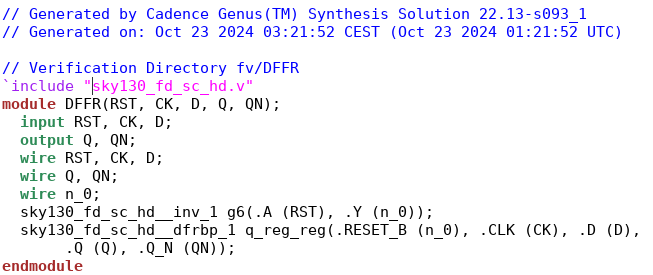 // Generated by Cadence Genus(TM) Synthesis Solution 22.13-s093_1
// Generated on: Oct 23 2024 03:21:52 CEST (Oct 23 2024 01:21:52 UTC)

// Verification Directory fv/DFFR
`include "sky130_fd_sc_hd.v"
module DFFR(RST, CK, D, Q, QN);
  input RST, CK, D;
  output Q, QN;
  wire RST, CK, D;
  wire Q, QN;
  wire n_0;
  sky130_fd_sc_hd__inv_1 g6(.A (RST), .Y (n_0));
  sky130_fd_sc_hd__dfrbp_1 q_reg_reg(.RESET_B (n_0), .CLK (CK), .D (D),
       .Q (Q), .Q_N (QN));
endmodule